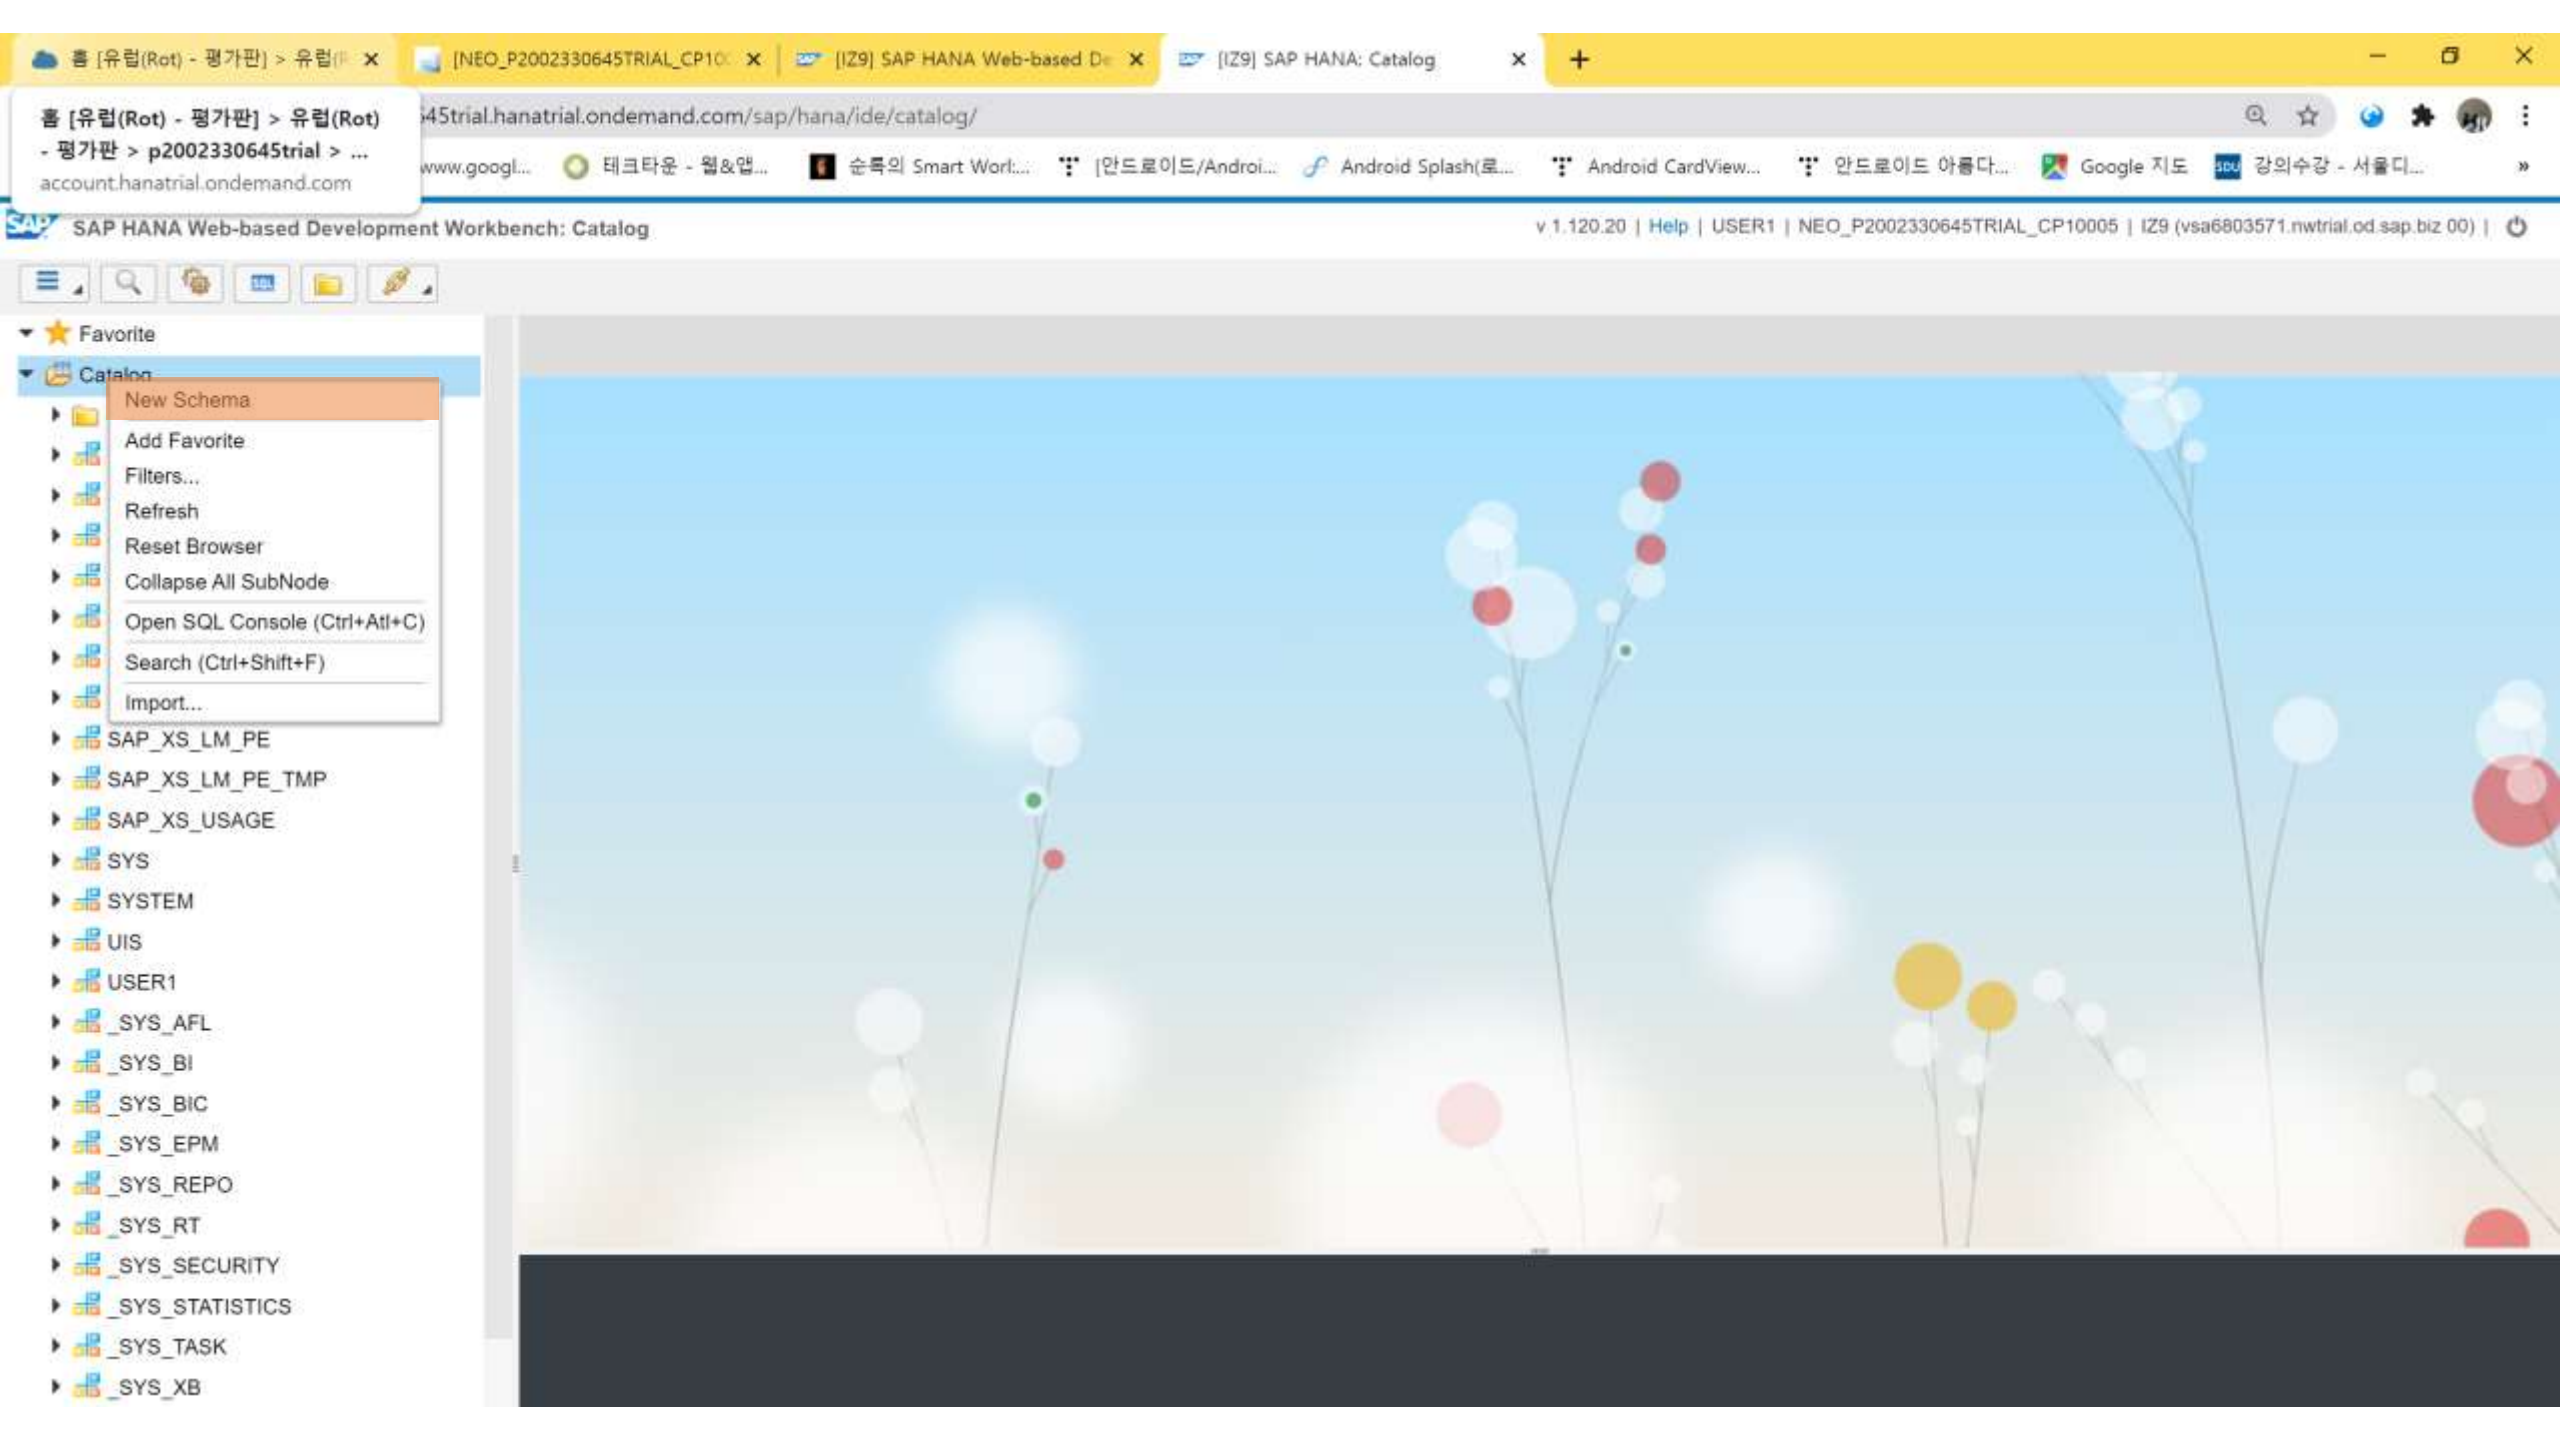 홈 [유럽(Rot) - 평가판] > 유럽(R
[NEO_P2002330645TRIAL_CP100
[IZ9] SAP HANA Web-based De
[IZ9] SAP HANA: Catalog
홈 [유럽(Rot) - 평가판] > 유럽(Rot)
- 평가판 > p2002330645trial > ...
account.hanatrial.ondemand.com
645trial.hanatrial.ondemand.com/sap/hana/ide/catalog/
www.googl...
테크타운 - 웹&앱...
순록의 Smart Worl:...
[안드로이드/Androi...
Android Splash(로...
Android CardView...
안드로이드 아름다...
Google 지도
SDU
강의수강 - 서울디...
»
SAP
SAP HANA Web-based Development Workbench: Catalog
v 1.120.20 | Help | USER1 | NEO_P2002330645TRIAL_CP10005 | IZ9 (vsa6803571.nwtrial.od.sap.biz 00) |
SQL
Favorite
Catalog
New Schema
Add Favorite
Filters...
Refresh
Reset Browser
Collapse All SubNode
Open SQL Console (Ctrl+Atl+C)
Search (Ctrl+Shift+F)
Import...
SAP_XS_LM_PE
SAP_XS_LM_PE_TMP
SAP_XS_USAGE
SYS
SYSTEM
UIS
USER1
_SYS_AFL
_SYS_BI
_SYS_BIC
_SYS_EPM
_SYS_REPO
_SYS_RT
_SYS_SECURITY
_SYS_STATISTICS
_SYS_TASK
_SYS_XB